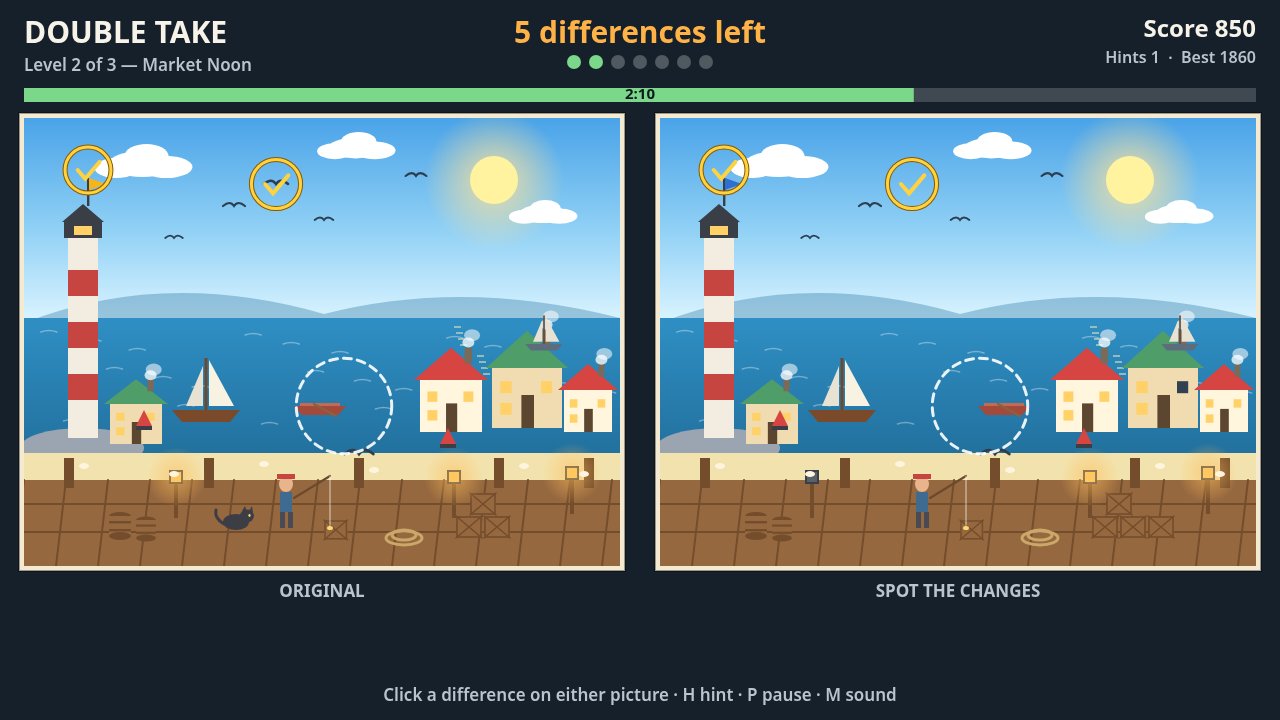 DOUBLE TAKE
Level 2 of 3 — Market Noon
5 differences left
Score 850
Hints 1 · Best 1860
2:10
ORIGINAL
SPOT THE CHANGES
Click a difference on either picture · H hint · P pause · M sound